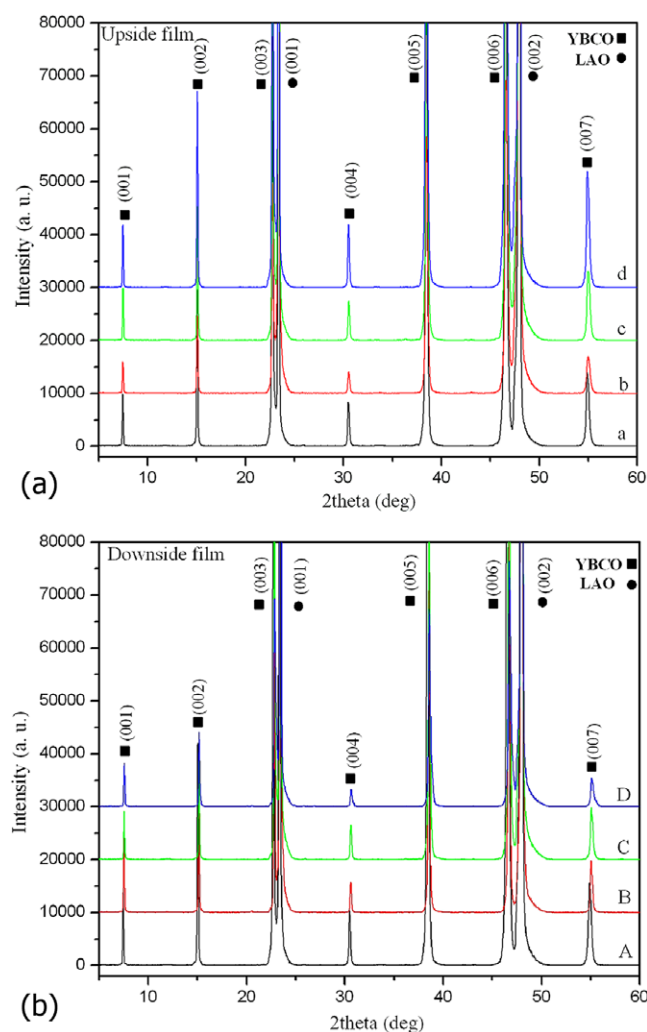 80000
70000
60000
50000
40000
30000
20000
10000
0
Intensity (a. u.)
Upside film
(001)
(002)
(003)
(001)
(004)
(005)
(006)
(002)
(007)
YBCO
LAO
d
c
b
a
10 20 30 40 50 60
2theta (deg)
(a)
80000
70000
60000
50000
40000
30000
20000
10000
0
Intensity (a. u.)
Downside film
(001)
(002)
(003)
(001)
(004)
(005)
(006)
(002)
(007)
YBCO
LAO
D
C
B
A
10 20 30 40 50 60
2theta (deg)
(b)